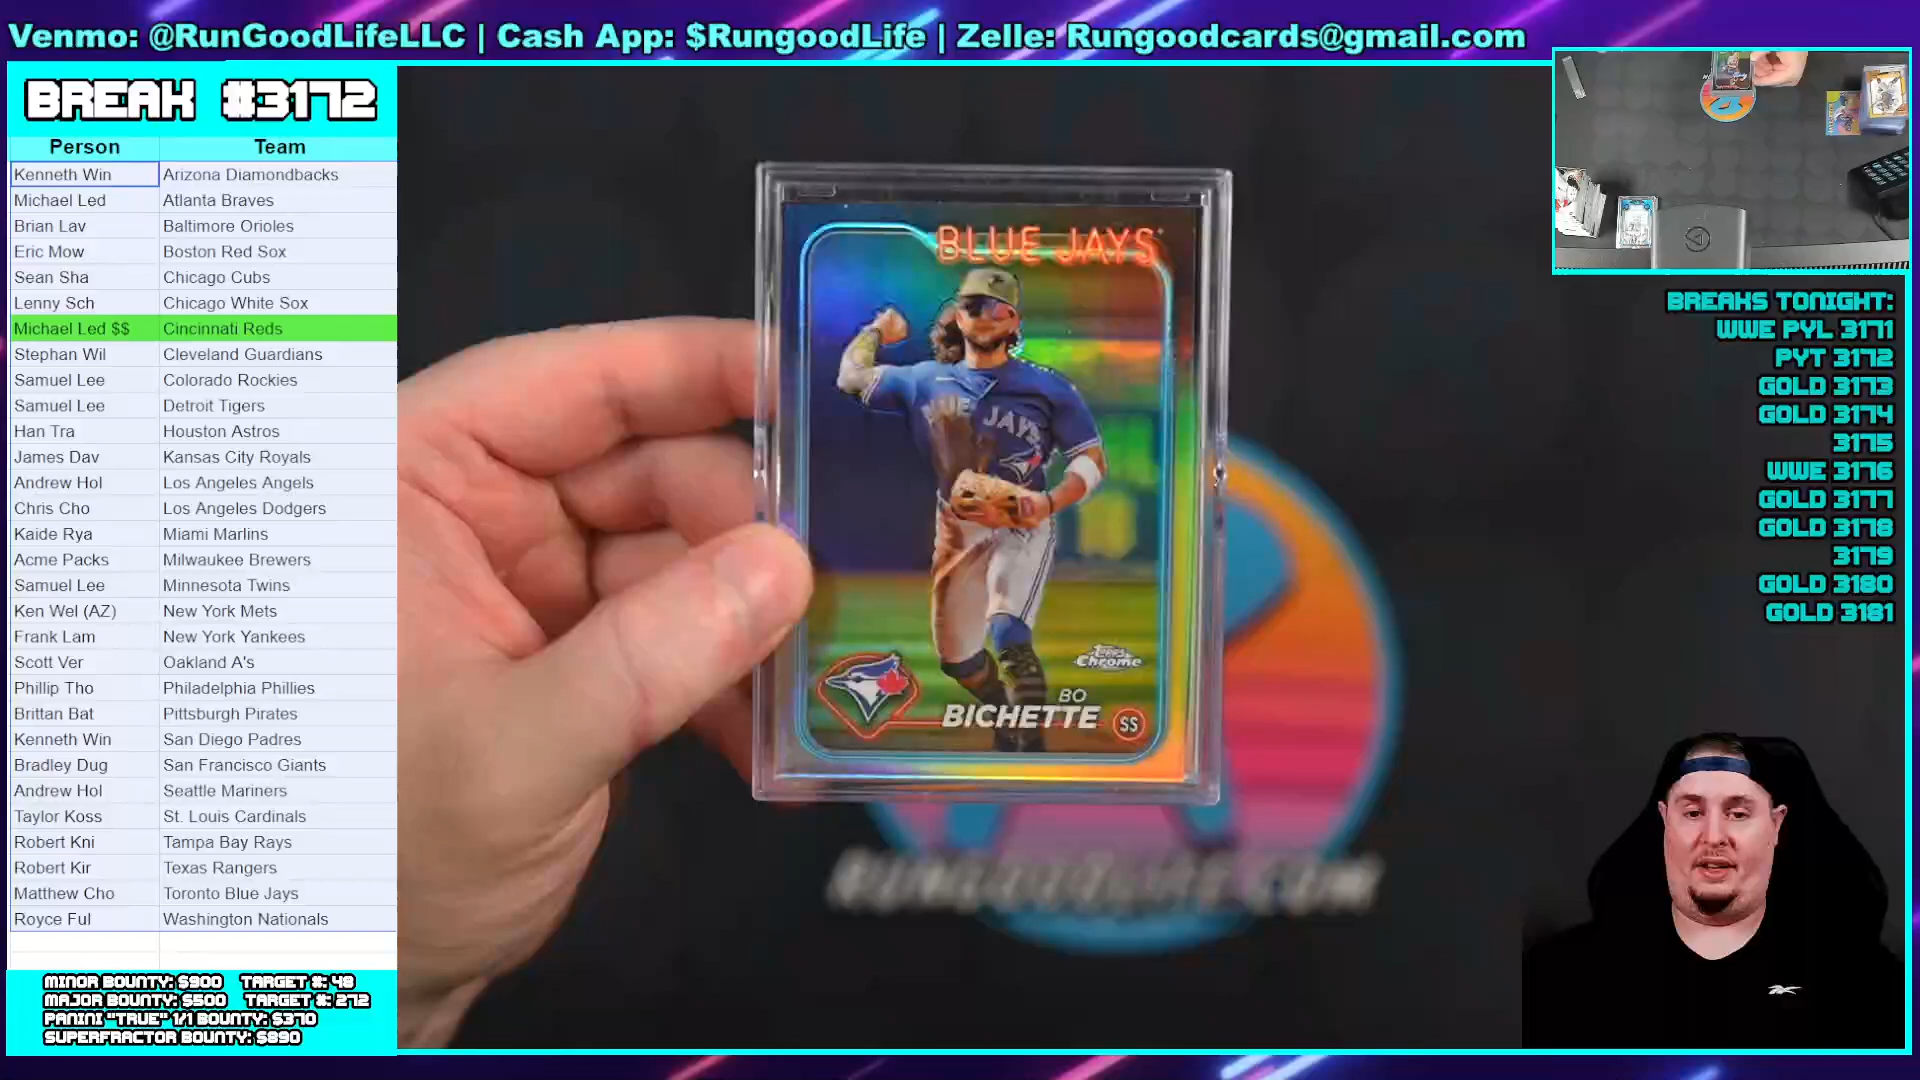 Venmo: @RunGoodLifeLLC | Cash App: $RungoodLife | Zelle: Rungoodcards@gmail.com
BREAK #3172
Person Team
Kenneth Win Arizona Diamondbacks
Michael Led Atlanta Braves
Brian Lav Baltimore Orioles
Eric Mow Boston Red Sox
Sean Sha Chicago Cubs
Lenny Sch Chicago White Sox
Michael Led $$ Cincinnati Reds
Stephan Wil Cleveland Guardians
Samuel Lee Colorado Rockies
Samuel Lee Detroit Tigers
Han Tra Houston Astros
James Dav Kansas City Royals
Andrew Hol Los Angeles Angels
Chris Cho Los Angeles Dodgers
Kaide Rya Miami Marlins
Acme Packs Milwaukee Brewers
Samuel Lee Minnesota Twins
Ken Wel (AZ) New York Mets
Frank Lam New York Yankees
Scott Ver Oakland A's
Phillip Tho Philadelphia Phillies
Brittan Bat Pittsburgh Pirates
Kenneth Win San Diego Padres
Bradley Dug San Francisco Giants
Andrew Hol Seattle Mariners
Taylor Koss St. Louis Cardinals
Robert Kni Tampa Bay Rays
Robert Kir Texas Rangers
Matthew Cho Toronto Blue Jays
Royce Ful Washington Nationals
MINOR BOUNTY: $900 TARGET #: 48
MAJOR BOUNTY: $500 TARGET #: 272
PANINI "TRUE" 1/1 BOUNTY: $370
SUPERFRACTOR BOUNTY: $890
BLUE JAYS
BLUE JAYS
Topps
Chrome
BO
BICHETTE SS
RUNGOODLIFE.COM
BREAKS TONIGHT:
WWE PYL 3171
PYT 3172
GOLD 3173
GOLD 3174
3175
WWE 3176
GOLD 3177
GOLD 3178
3179
GOLD 3180
GOLD 3181